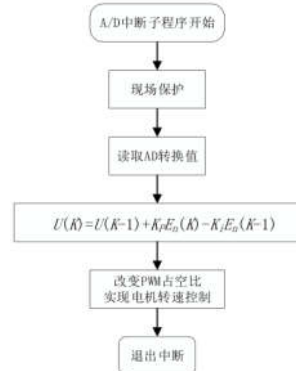 A/D中断子程序开始
现场保护
读取AD转换值
U(K)=U(K-1)+KₚEₙ(K)-KᵢEₙ(K-1)
改变PWM占空比
实现电机转速控制
退出中断